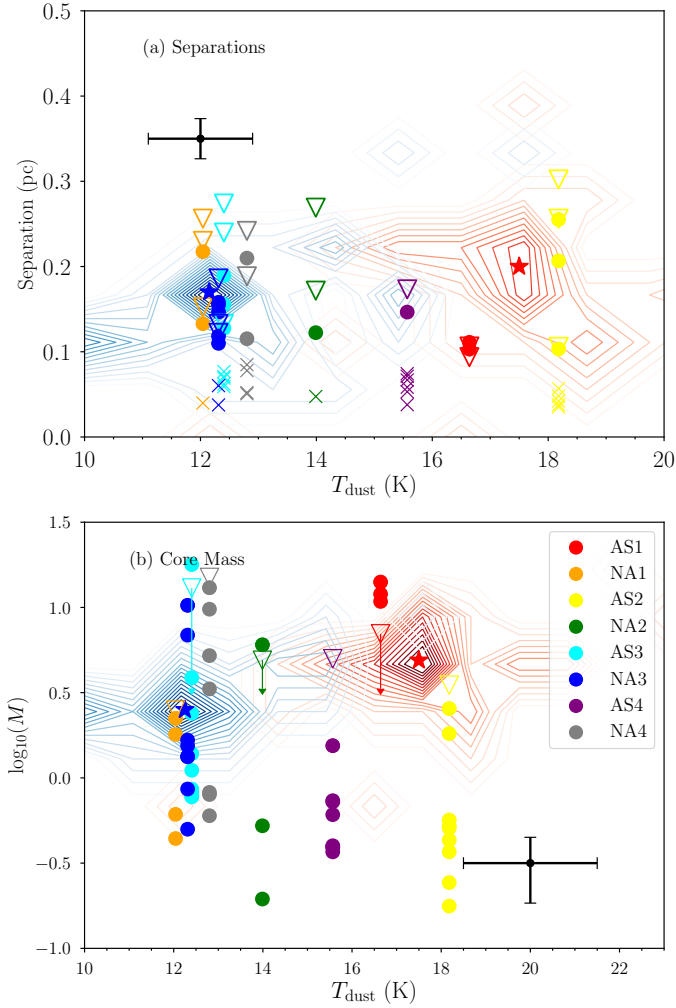 0.5
(a) Separations
0.4
0.3
0.2
0.1
0.0
Separation (pc)
10 12 14 16 18 20
T_dust (K)
1.5
(b) Core Mass
1.0
0.5
0.0
−0.5
−1.0
log₁₀(M)
AS1
NA1
AS2
NA2
AS3
NA3
AS4
NA4
10 12 14 16 18 20 22
T_dust (K)